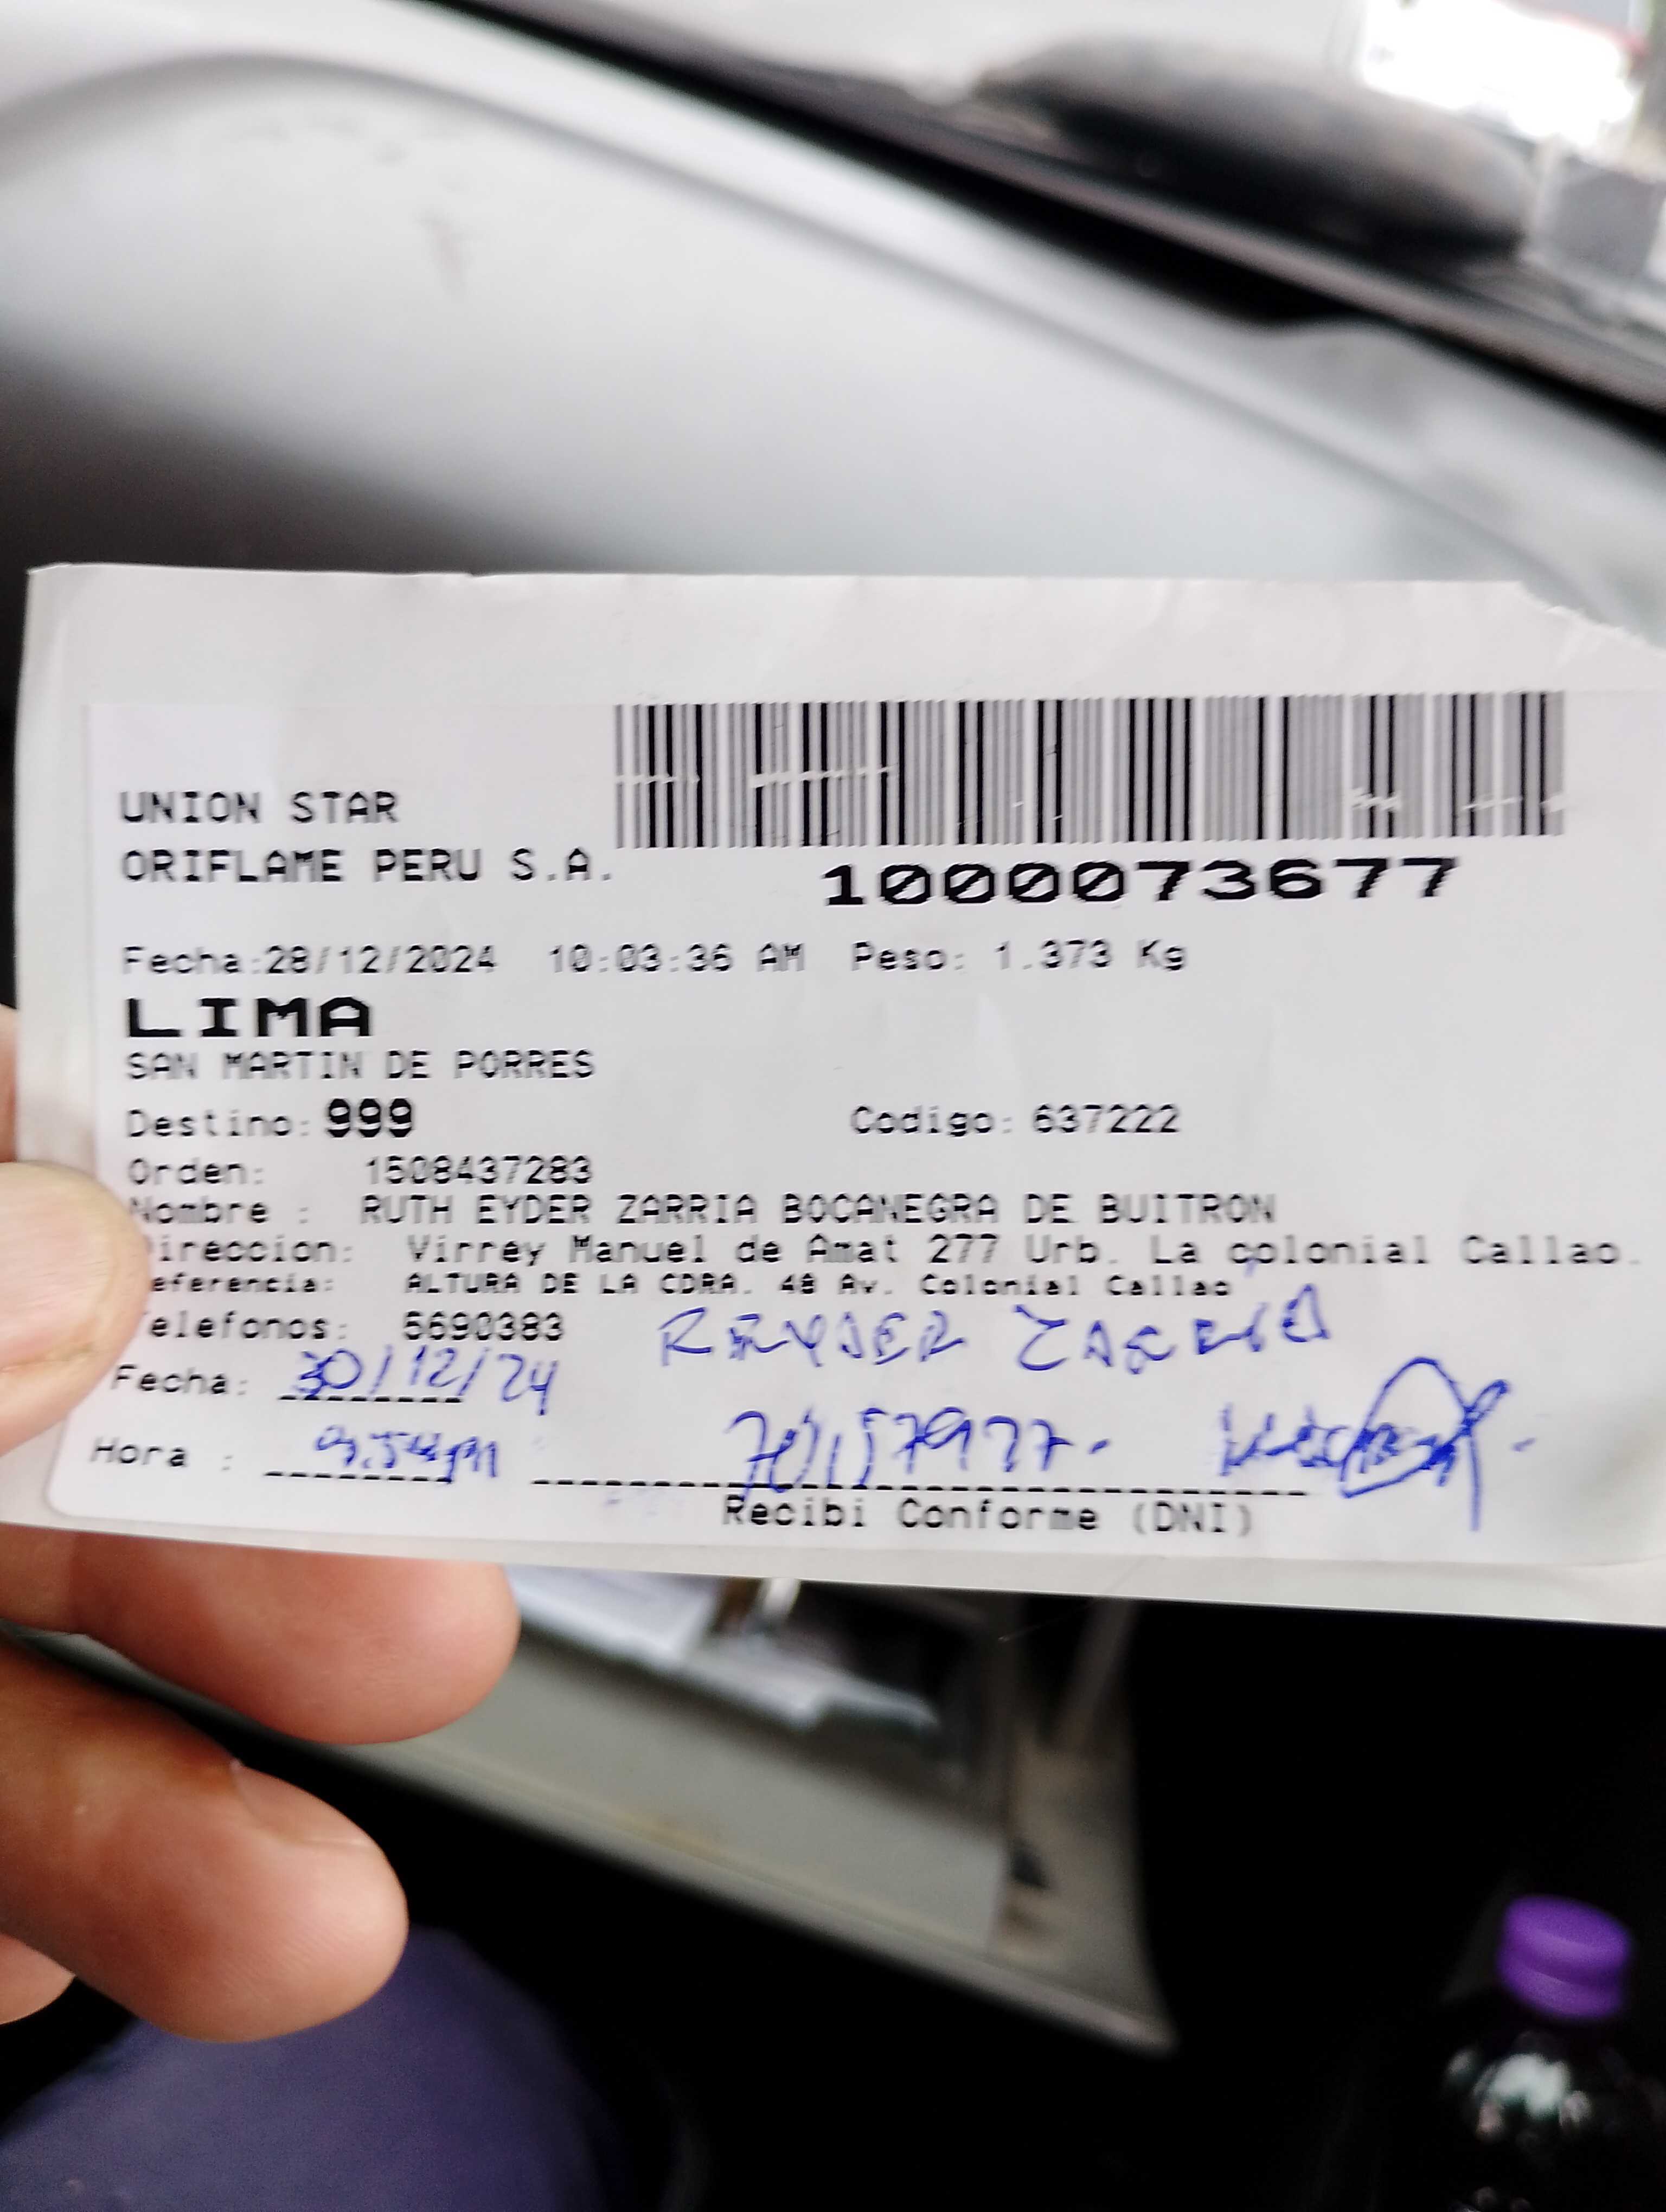 UNION STAR
ORIFLAME PERU S.A.
1000073677
Fecha:28/12/2024 10:03:36 AM Peso: 1.373 Kg
LIMA
SAN MARTIN DE PORRES
Destino: 999 Codigo: 637222
Orden: 1508437283
Nombre : RUTH EYDER ZARRIA BOCANEGRA DE BUITRON
Direccion: Virrey Manuel de Amat 277 Urb. La colonial Callao.
eferencia: ALTURA DE LA CDRA. 48 Av. Colonial Callao
Telefonos: 5690383
Fecha: 30/12/24
Hora :
Recibi Conforme (DNI)